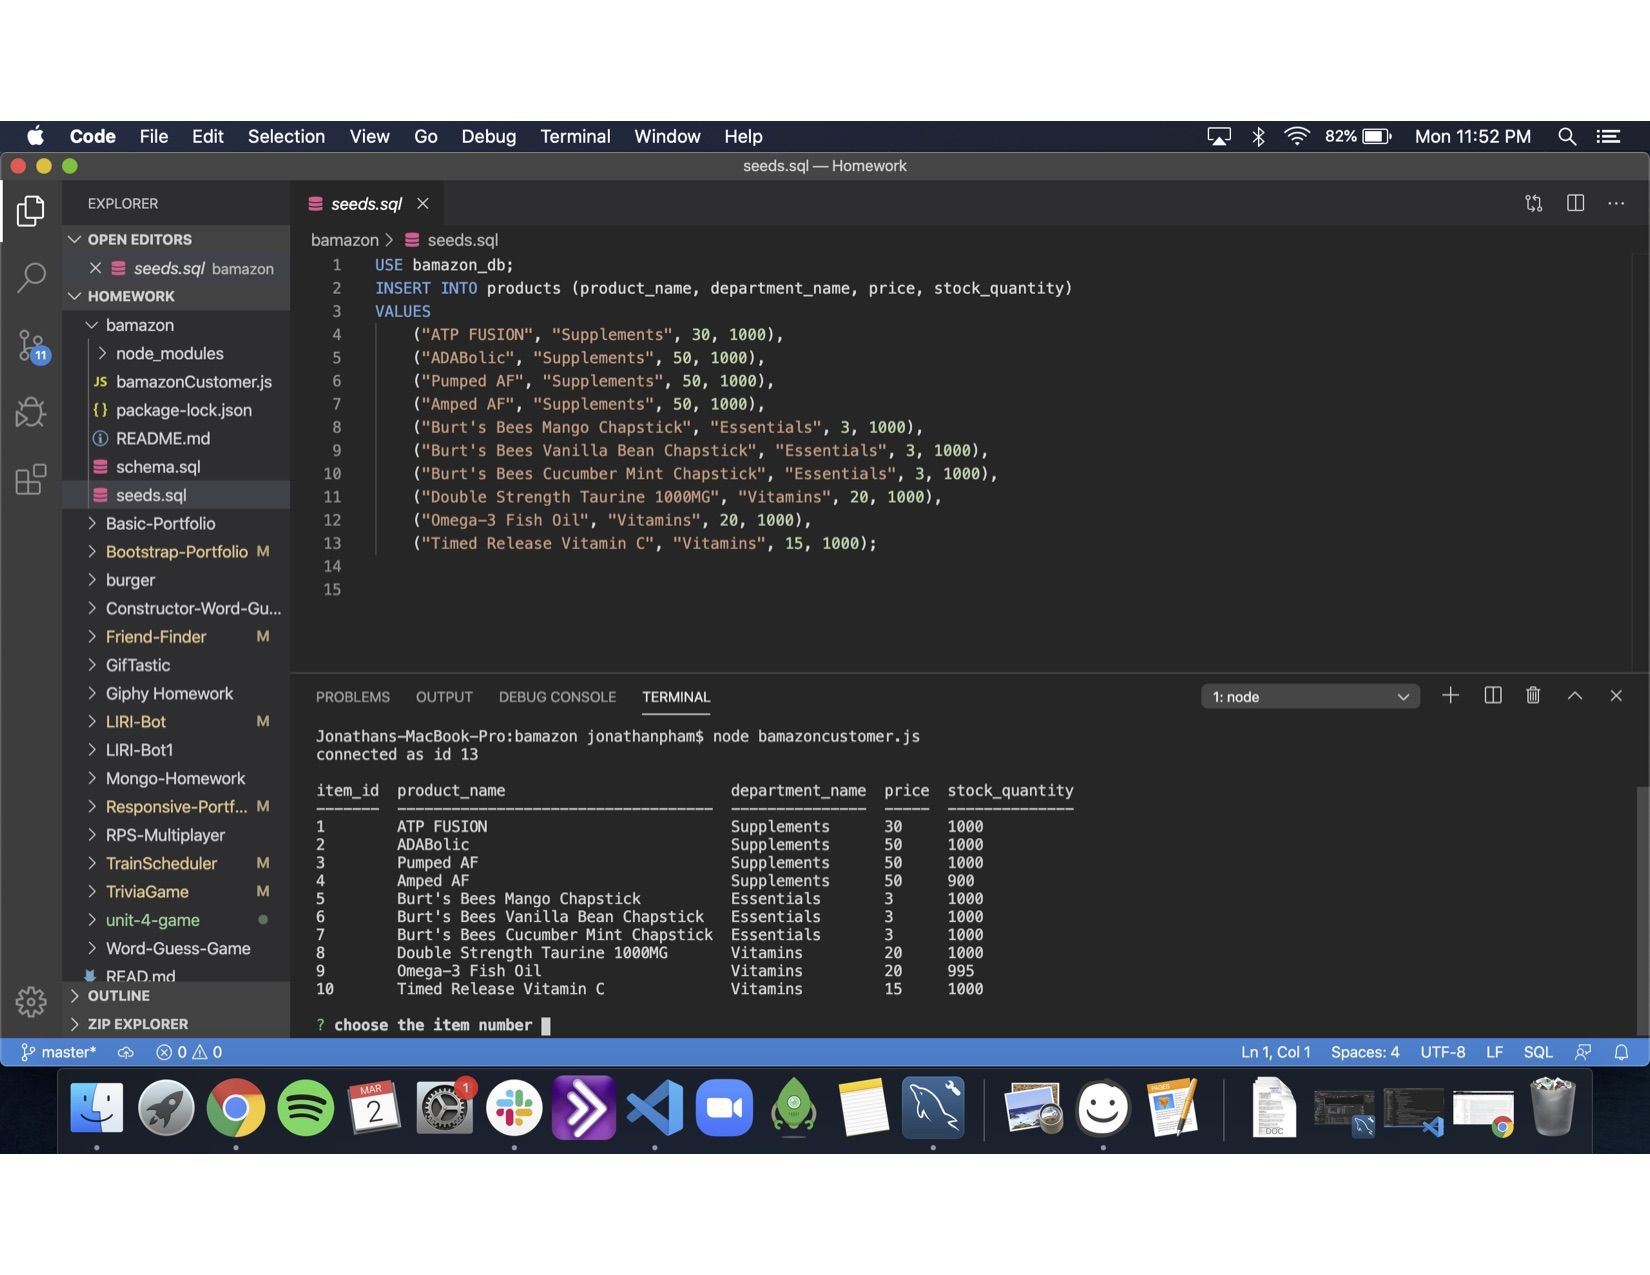 Code File Edit Selection View Go Debug Terminal Window Help 82% Mon 11:52 PM
seeds.sql — Homework
EXPLORER
OPEN EDITORS
seeds.sql bamazon
HOMEWORK
bamazon
node_modules
JS bamazonCustomer.js
{} package-lock.json
README.md
schema.sql
seeds.sql
Basic-Portfolio
Bootstrap-Portfolio M
burger
Constructor-Word-Gu...
Friend-Finder M
GifTastic
Giphy Homework
LIRI-Bot M
LIRI-Bot1
Mongo-Homework
Responsive-Portf... M
RPS-Multiplayer
TrainScheduler M
TriviaGame M
unit-4-game
Word-Guess-Game
READ.md
OUTLINE
ZIP EXPLORER
11
seeds.sql
bamazon > seeds.sql
1 USE bamazon_db;
2 INSERT INTO products (product_name, department_name, price, stock_quantity)
3 VALUES
4 ("ATP FUSION", "Supplements", 30, 1000),
5 ("ADABolic", "Supplements", 50, 1000),
6 ("Pumped AF", "Supplements", 50, 1000),
7 ("Amped AF", "Supplements", 50, 1000),
8 ("Burt's Bees Mango Chapstick", "Essentials", 3, 1000),
9 ("Burt's Bees Vanilla Bean Chapstick", "Essentials", 3, 1000),
10 ("Burt's Bees Cucumber Mint Chapstick", "Essentials", 3, 1000),
11 ("Double Strength Taurine 1000MG", "Vitamins", 20, 1000),
12 ("Omega-3 Fish Oil", "Vitamins", 20, 1000),
13 ("Timed Release Vitamin C", "Vitamins", 15, 1000);
14
15
PROBLEMS OUTPUT DEBUG CONSOLE TERMINAL 1: node
Jonathans-MacBook-Pro:bamazon jonathanpham$ node bamazoncustomer.js
connected as id 13
item_id product_name department_name price stock_quantity
------- ----------------------------------- --------------- ----- --------------
1 ATP FUSION Supplements 30 1000
2 ADABolic Supplements 50 1000
3 Pumped AF Supplements 50 1000
4 Amped AF Supplements 50 900
5 Burt's Bees Mango Chapstick Essentials 3 1000
6 Burt's Bees Vanilla Bean Chapstick Essentials 3 1000
7 Burt's Bees Cucumber Mint Chapstick Essentials 3 1000
8 Double Strength Taurine 1000MG Vitamins 20 1000
9 Omega-3 Fish Oil Vitamins 20 995
10 Timed Release Vitamin C Vitamins 15 1000
? choose the item number
master* 0 0 Ln 1, Col 1 Spaces: 4 UTF-8 LF SQL
MAR
2
1
PAGES
DOC